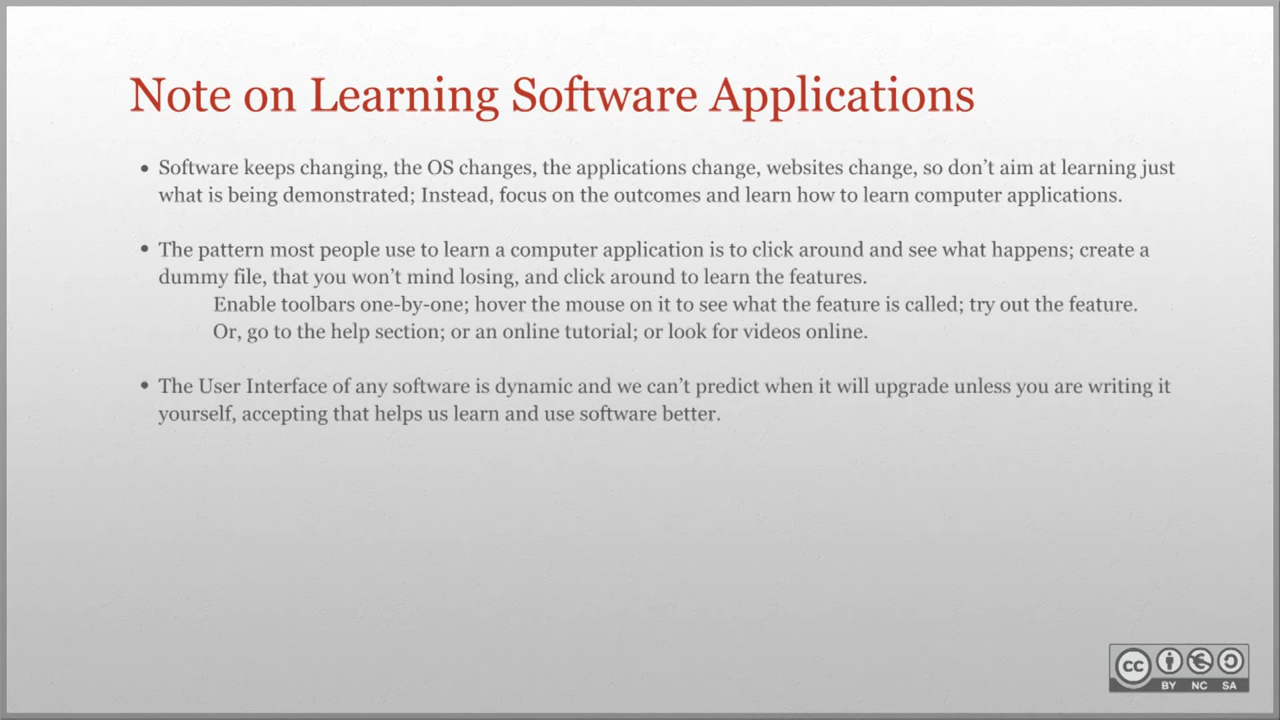 Note on Learning Software Applications
• Software keeps changing, the OS changes, the applications change, websites change, so don’t aim at learning just
what is being demonstrated; Instead, focus on the outcomes and learn how to learn computer applications.
• The pattern most people use to learn a computer application is to click around and see what happens; create a
dummy file, that you won’t mind losing, and click around to learn the features.
Enable toolbars one-by-one; hover the mouse on it to see what the feature is called; try out the feature.
Or, go to the help section; or an online tutorial; or look for videos online.
• The User Interface of any software is dynamic and we can’t predict when it will upgrade unless you are writing it
yourself, accepting that helps us learn and use software better.
cc
BY NC SA